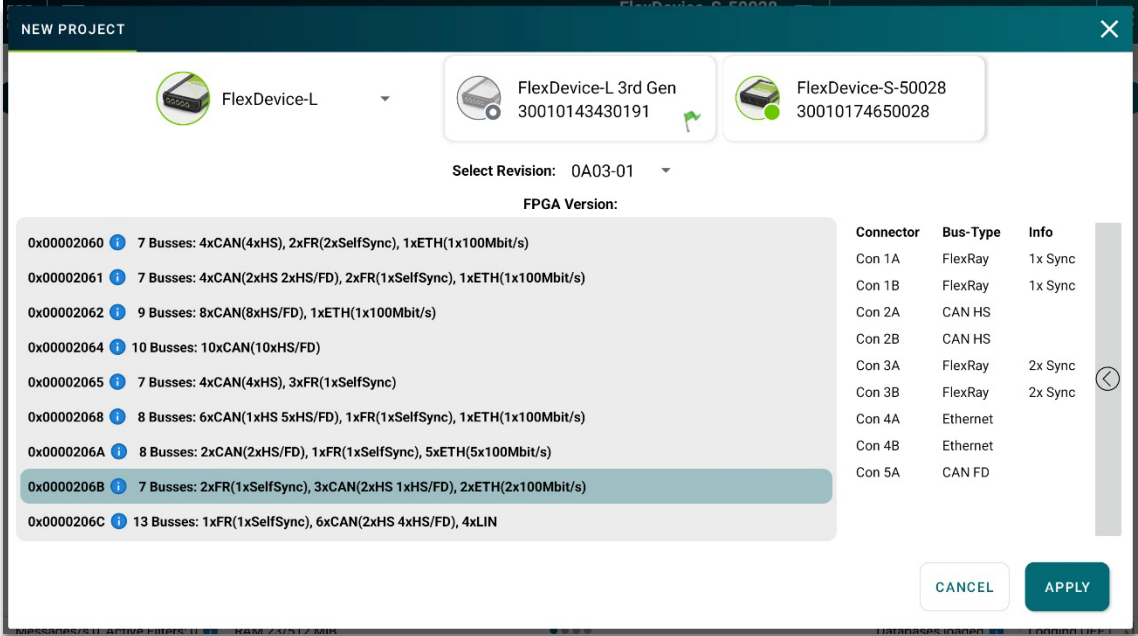 NEW PROJECT
FlexDevice-L
FlexDevice-L 3rd Gen
30010143430191
FlexDevice-S-50028
30010174650028
Select Revision: 0A03-01
FPGA Version:
0x00002060 7 Busses: 4xCAN(4xHS), 2xFR(2xSelfSync), 1xETH(1x100Mbit/s)
0x00002061 7 Busses: 4xCAN(2xHS 2xHS/FD), 2xFR(1xSelfSync), 1xETH(1x100Mbit/s)
0x00002062 9 Busses: 8xCAN(8xHS/FD), 1xETH(1x100Mbit/s)
0x00002064 10 Busses: 10xCAN(10xHS/FD)
0x00002065 7 Busses: 4xCAN(4xHS), 3xFR(1xSelfSync)
0x00002068 8 Busses: 6xCAN(1xHS 5xHS/FD), 1xFR(1xSelfSync), 1xETH(1x100Mbit/s)
0x0000206A 8 Busses: 2xCAN(2xHS/FD), 1xFR(1xSelfSync), 5xETH(5x100Mbit/s)
0x0000206B 7 Busses: 2xFR(1xSelfSync), 3xCAN(2xHS 1xHS/FD), 2xETH(2x100Mbit/s)
0x0000206C 13 Busses: 1xFR(1xSelfSync), 6xCAN(2xHS 4xHS/FD), 4xLIN
Connector Bus-Type Info
Con 1A FlexRay 1x Sync
Con 1B FlexRay 1x Sync
Con 2A CAN HS
Con 2B CAN HS
Con 3A FlexRay 2x Sync
Con 3B FlexRay 2x Sync
Con 4A Ethernet
Con 4B Ethernet
Con 5A CAN FD
CANCEL
APPLY